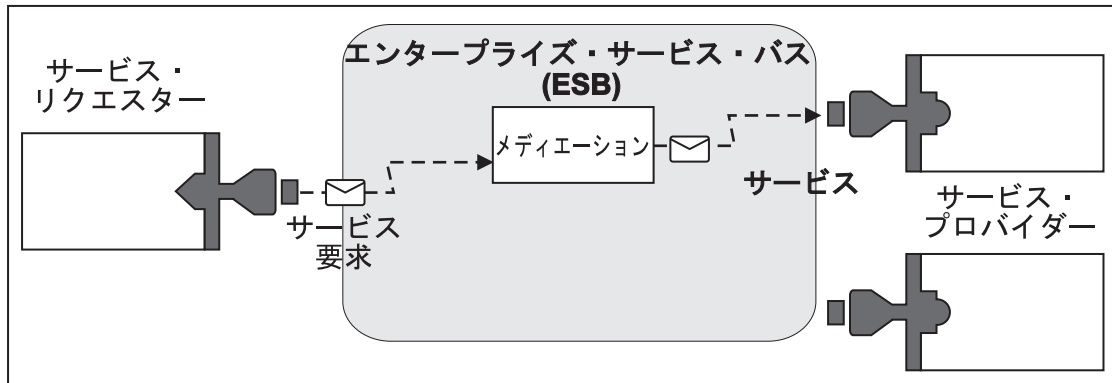 エンタープライズ・サービス・バス
(ESB)
サービス・
リクエスター
メディエーション
サービス
要求
サービス
サービス・
プロバイダー